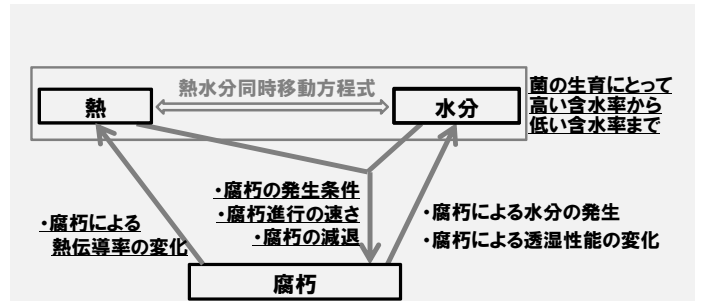 熱水分同時移動方程式
熱
水分
菌の生育にとって
高い含水率から
低い含水率まで
・腐朽の発生条件
・腐朽進行の速さ
・腐朽の減退
・腐朽による
熱伝導率の変化
・腐朽による水分の発生
・腐朽による透湿性能の変化
腐朽